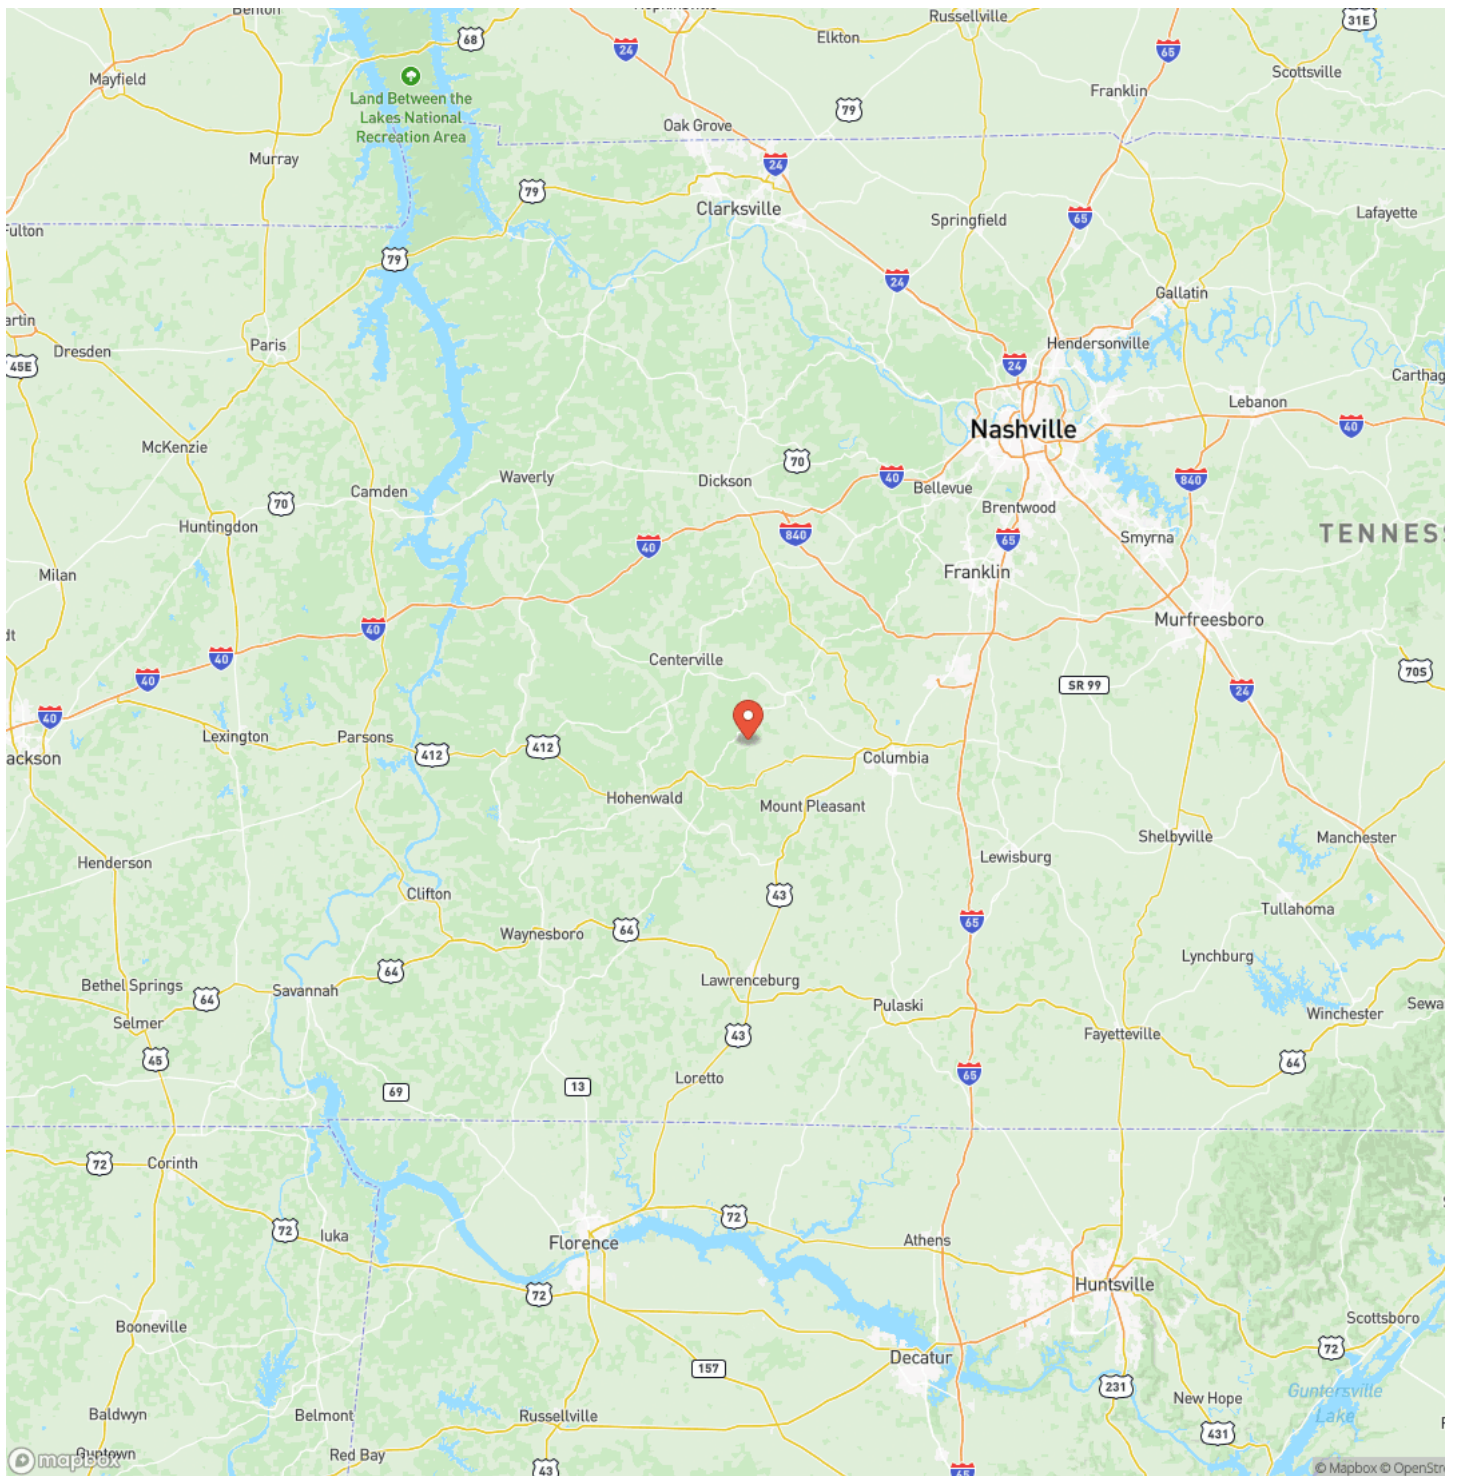 Benton
Russellville
31E
68
Elkton
24
65
Mayfield
Scottsville
Franklin
Land Between the
Lakes National
Recreation Area
79
Oak Grove
Murray
24
79
Clarksville
Springfield
65
Lafayette
79
24
Gallatin
Paris
Dresden
45E
Hendersonville
24
Carthag
Lebanon
40
Nashville
McKenzie
70
Waverly
Dickson
40
840
Camden
Bellevue
70
Brentwood
Huntingdon
840
40
65
Smyrna
TENNESS
Milan
Franklin
40
Murfreesboro
40
Centerville
70S
40
SR 99
24
40
Lexington
Parsons
412
412
ackson
Columbia
Hohenwald
Mount Pleasant
Shelbyville
Manchester
Henderson
Lewisburg
Clifton
43
Tullahoma
65
Waynesboro
64
Lynchburg
64
Bethel Springs
Savannah
64
Lawrenceburg
Pulaski
Sewa
Selmer
Winchester
43
Fayetteville
45
64
65
Loretto
69
13
72
Corinth
72
72
Iuka
Florence
Athens
Huntsville
72
Booneville
Scottsboro
72
Decatur
157
231
Guntersville
Lake
New Hope
Baldwyn
Belmont
Russellville
431
Guntown
Red Bay
mapbox
43
65
© Mapbox © OpenStr